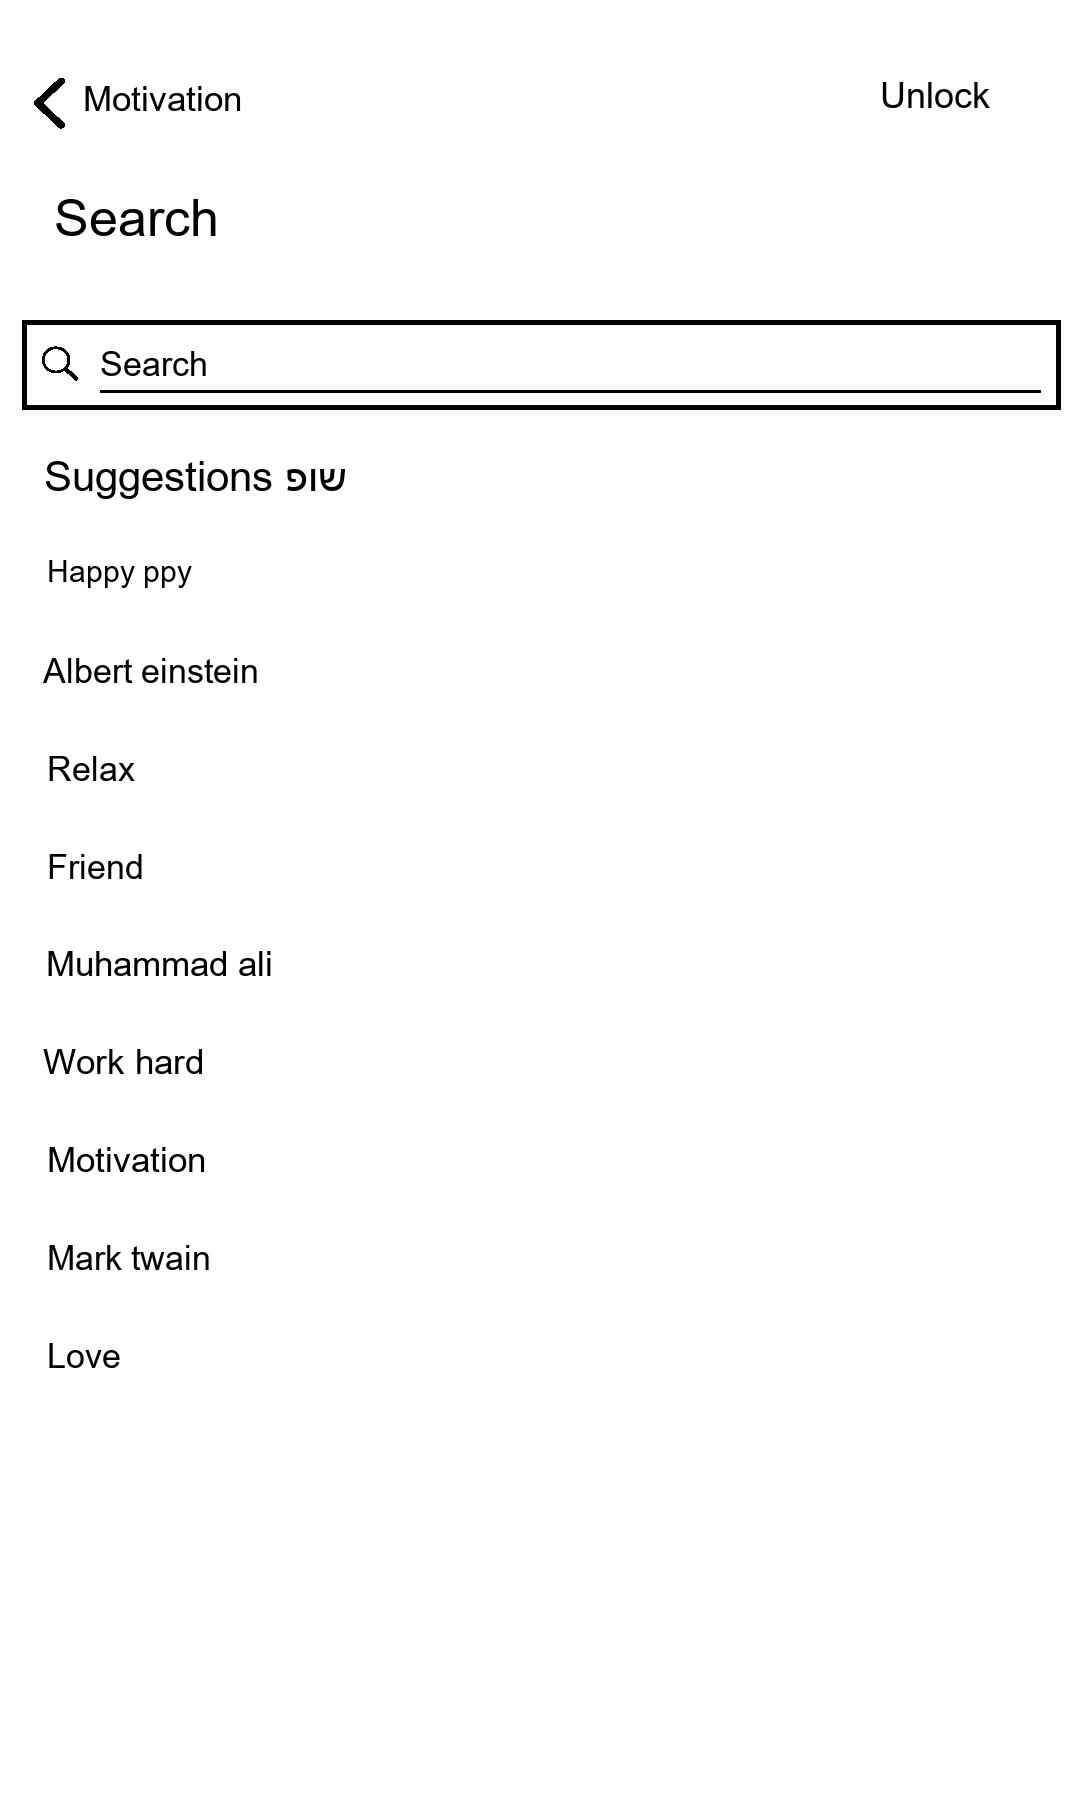 Motivation
Unlock
Search
Search
Suggestions שופ
Happy ppy
Albert einstein
Relax
Friend
Muhammad ali
Work hard
Motivation
Mark twain
Love